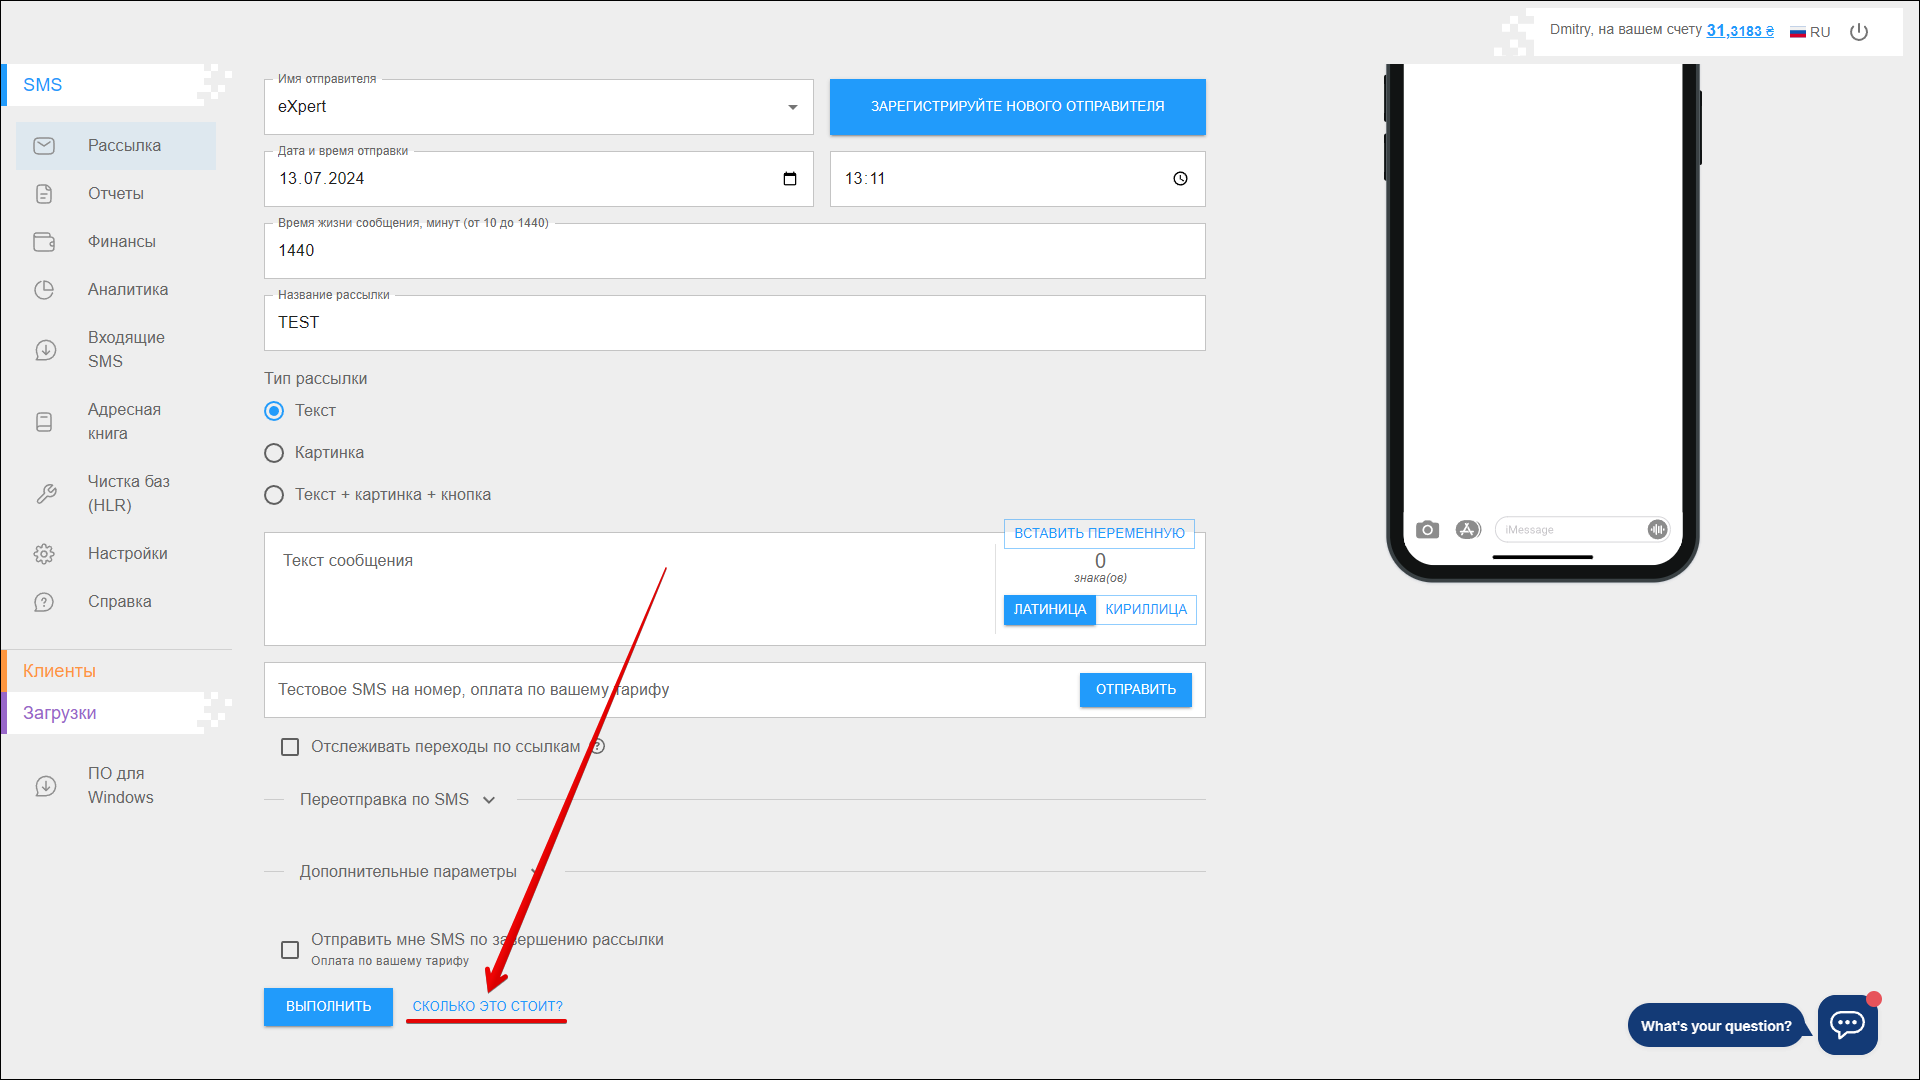 Dmitry, на вашем счету 31,3183 ₴
RU
SMS
Рассылка
Отчеты
Финансы
Аналитика
Входящие
SMS
Адресная
книга
Чистка баз
(HLR)
Настройки
Справка
Клиенты
Загрузки
ПО для
Windows
Имя отправителя
eXpert
ЗАРЕГИСТРИРУЙТЕ НОВОГО ОТПРАВИТЕЛЯ
Дата и время отправки
13.07.2024
13:11
Время жизни сообщения, минут (от 10 до 1440)
1440
Название рассылки
TEST
Тип рассылки
Текст
Картинка
Текст + картинка + кнопка
ВСТАВИТЬ ПЕРЕМЕННУЮ
Текст сообщения
0
знака(ов)
ЛАТИНИЦА
КИРИЛЛИЦА
Тестовое SMS на номер, оплата по вашему тарифу
ОТПРАВИТЬ
Отслеживать переходы по ссылкам
Переотправка по SMS
Дополнительные параметры
Отправить мне SMS по завершению рассылки
Оплата по вашему тарифу
ВЫПОЛНИТЬ
СКОЛЬКО ЭТО СТОИТ?
iMessage
What's your question?